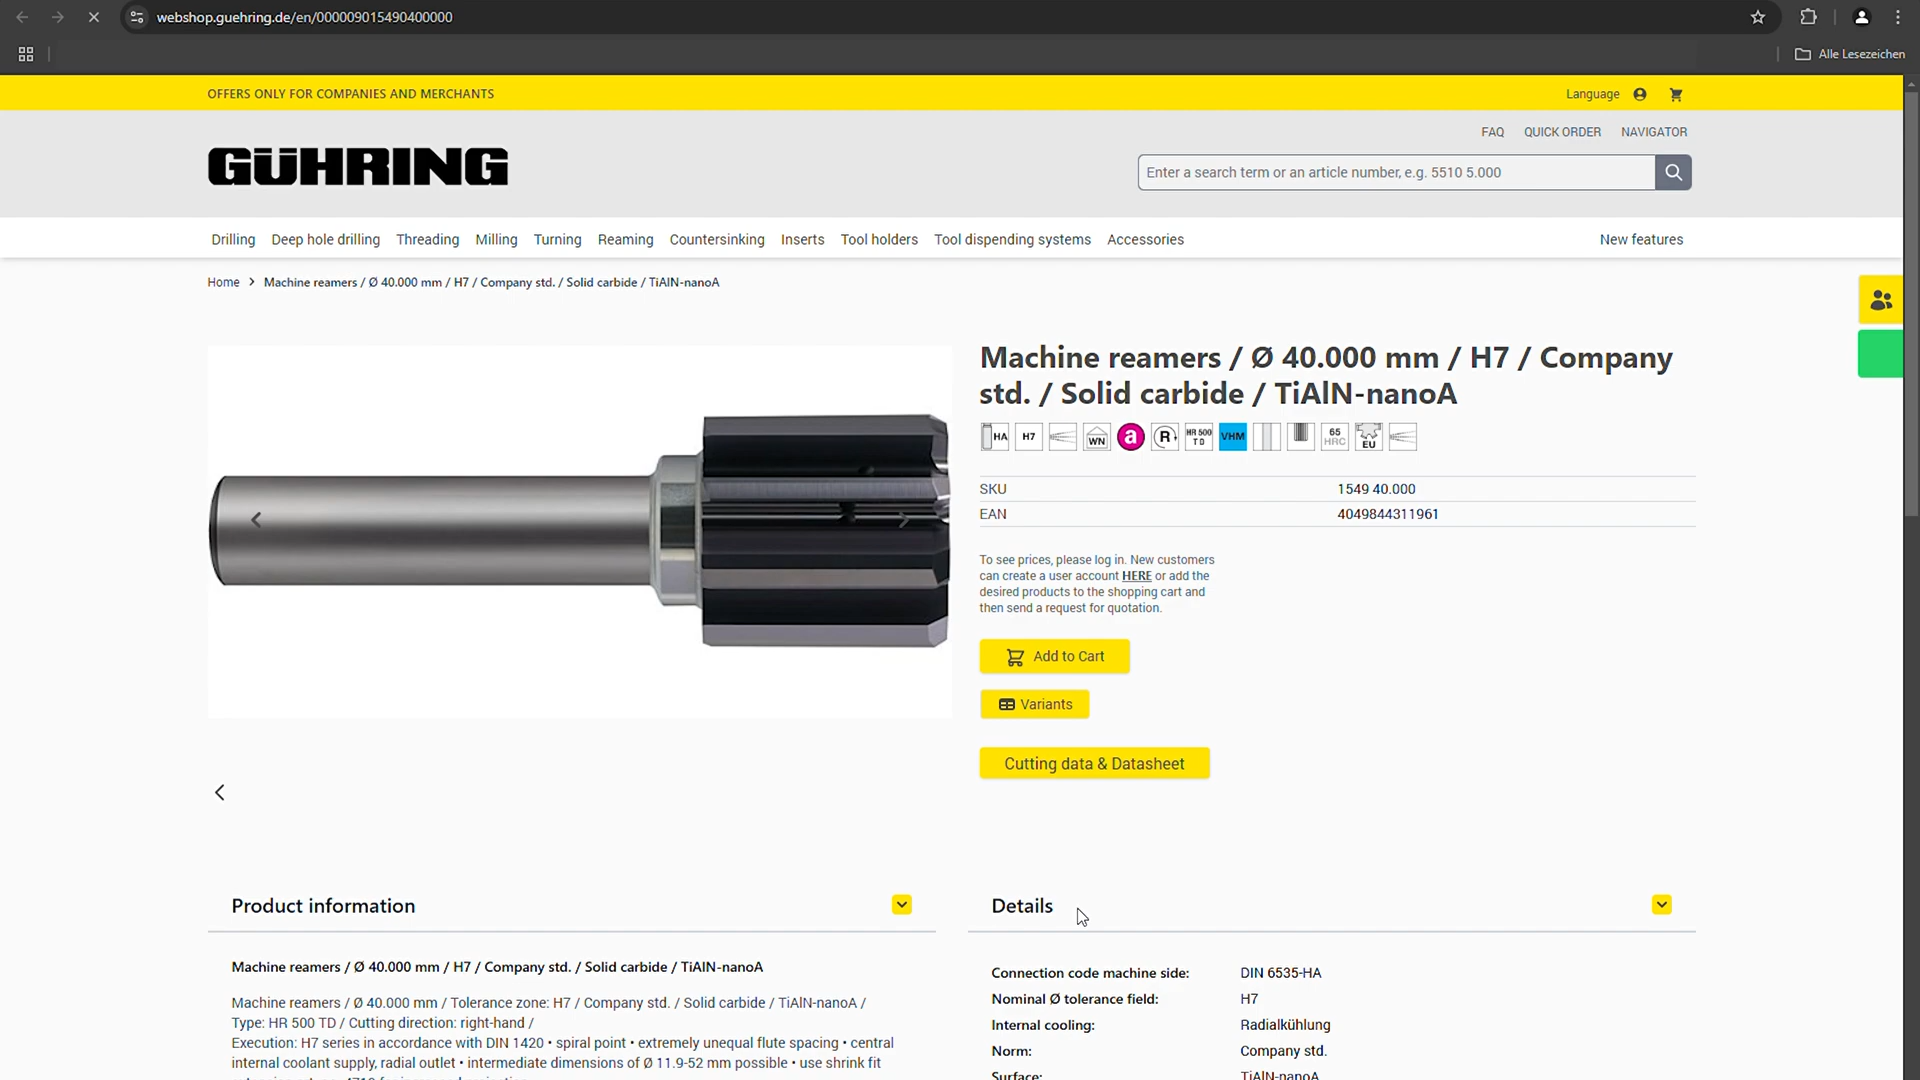 webshop.guehring.de/en/000009015490400000
Alle Lesezeichen
OFFERS ONLY FOR COMPANIES AND MERCHANTS
Language
FAQ QUICK ORDER NAVIGATOR
GÜHRING
Enter a search term or an article number, e.g. 5510 5.000
Drilling Deep hole drilling Threading Milling Turning Reaming Countersinking Inserts Tool holders Tool dispending systems Accessories New features
Home Machine reamers / Ø 40.000 mm / H7 / Company std. / Solid carbide / TiAlN-nanoA
Machine reamers / Ø 40.000 mm / H7 / Company
std. / Solid carbide / TiAlN-nanoA
HA H7 WN a R HR 500 TD VHM 65 HRC EU
SKU 1549 40.000
EAN 4049844311961
To see prices, please log in. New customers
can create a user account HERE or add the
desired products to the shopping cart and
then send a request for quotation.
Add to Cart
Variants
Cutting data & Datasheet
Product information
Machine reamers / Ø 40.000 mm / H7 / Company std. / Solid carbide / TiAlN-nanoA
Machine reamers / Ø 40.000 mm / Tolerance zone: H7 / Company std. / Solid carbide / TiAlN-nanoA /
Type: HR 500 TD / Cutting direction: right-hand /
Execution: H7 series in accordance with DIN 1420 • spiral point • extremely unequal flute spacing • central
internal coolant supply, radial outlet • intermediate dimensions of Ø 11.9-52 mm possible • use shrink fit
Details
Connection code machine side: DIN 6535-HA
Nominal Ø tolerance field: H7
Internal cooling: Radialkühlung
Norm: Company std.
Surface: TiAlN-nanoA